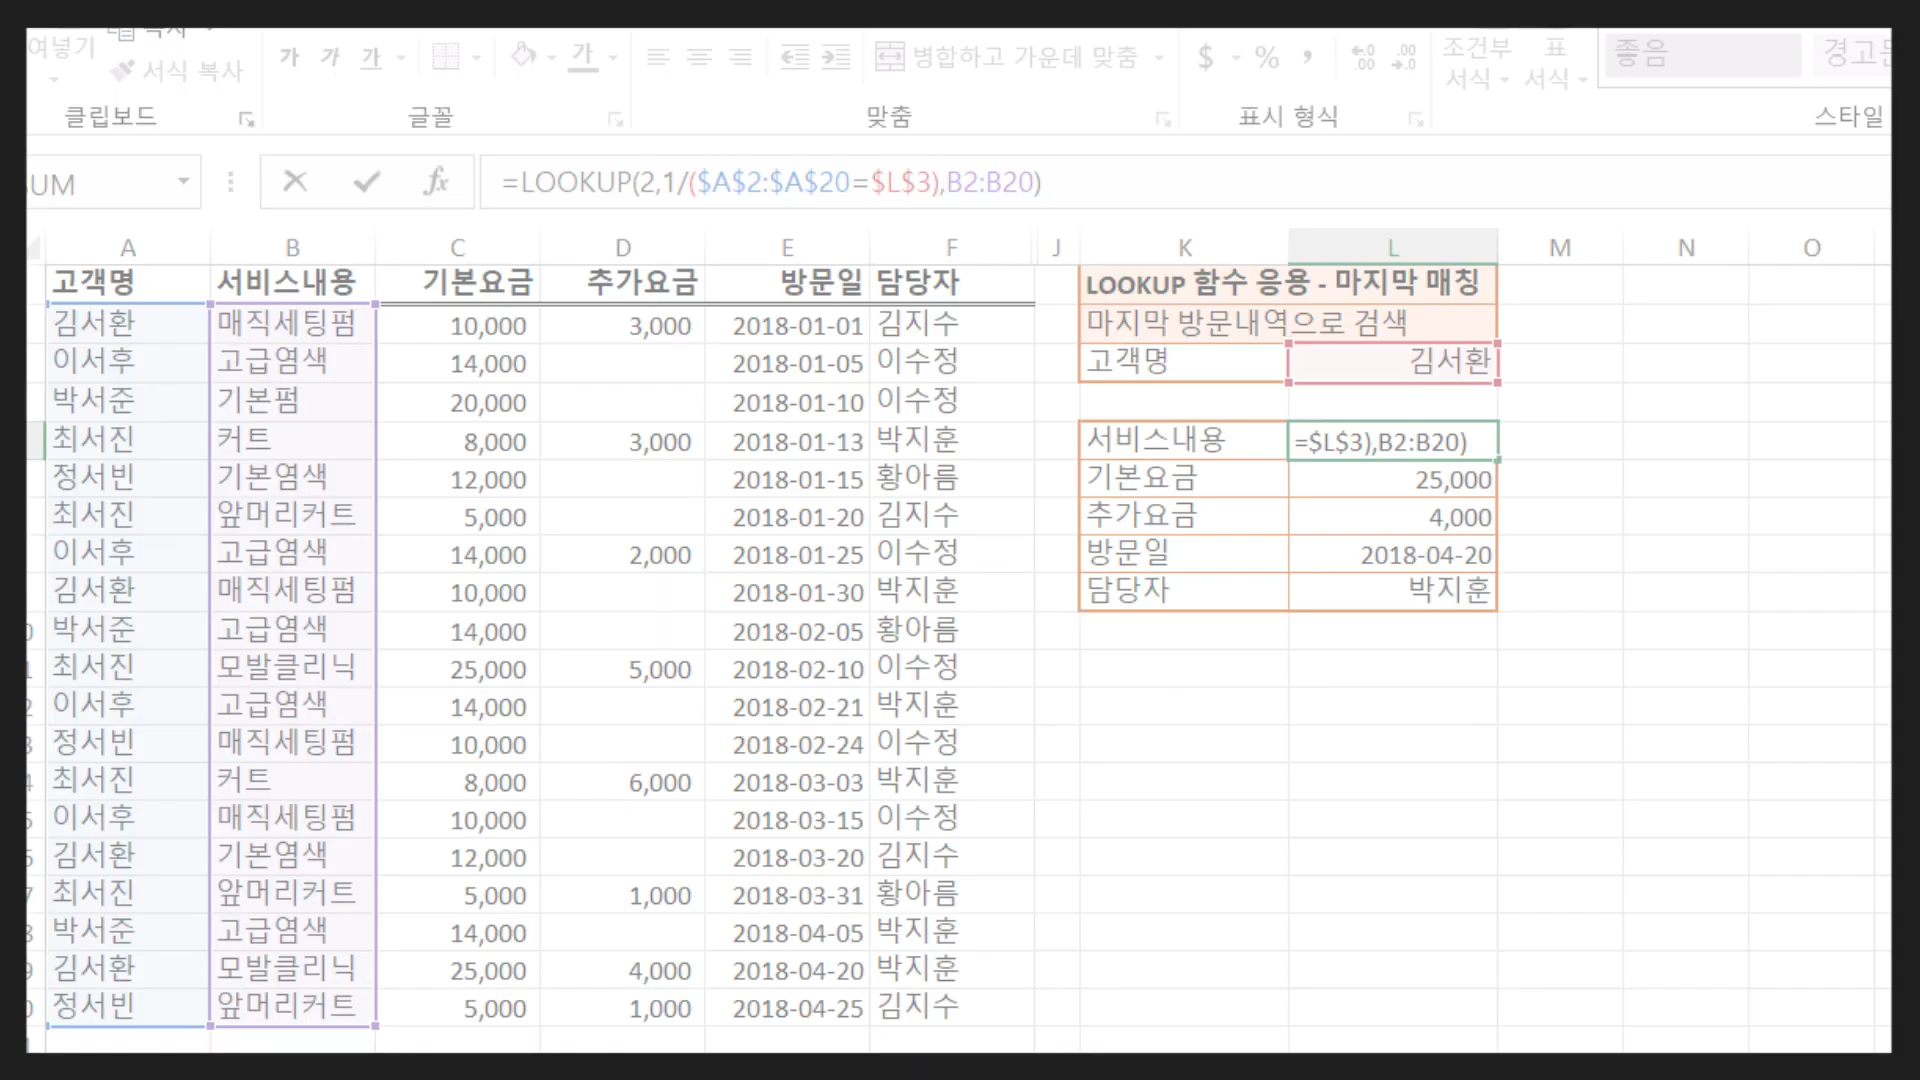 여넣기 복사
서식 복사
가 가 가 가 병합하고 가운데 맞춤 $ % , 조건부 서식 표 서식 좋음
클립보드 글꼴 맞춤 표시 형식 스타일
UM fx =LOOKUP(2,1/($A$2:$A$20=$L$3),B2:B20)
A B C D E F J K L M N O
고객명 서비스내용 기본요금 추가요금 방문일 담당자 LOOKUP 함수 응용 - 마지막 매칭
김서환 매직세팅펌 10,000 3,000 2018-01-01 김지수 마지막 방문내역으로 검색
이서후 고급염색 14,000 2018-01-05 이수정 고객명 김서환
박서준 기본펌 20,000 2018-01-10 이수정
최서진 커트 8,000 3,000 2018-01-13 박지훈 서비스내용 =$L$3),B2:B20)
정서빈 기본염색 12,000 2018-01-15 황아름 기본요금 25,000
최서진 앞머리커트 5,000 2018-01-20 김지수 추가요금 4,000
이서후 고급염색 14,000 2,000 2018-01-25 이수정 방문일 2018-04-20
김서환 매직세팅펌 10,000 2018-01-30 박지훈 담당자 박지훈
0 박서준 고급염색 14,000 2018-02-05 황아름
1 최서진 모발클리닉 25,000 5,000 2018-02-10 이수정
2 이서후 고급염색 14,000 2018-02-21 박지훈
3 정서빈 매직세팅펌 10,000 2018-02-24 이수정
4 최서진 커트 8,000 6,000 2018-03-03 박지훈
5 이서후 매직세팅펌 10,000 2018-03-15 이수정
6 김서환 기본염색 12,000 2018-03-20 김지수
7 최서진 앞머리커트 5,000 1,000 2018-03-31 황아름
8 박서준 고급염색 14,000 2018-04-05 박지훈
9 김서환 모발클리닉 25,000 4,000 2018-04-20 박지훈
0 정서빈 앞머리커트 5,000 1,000 2018-04-25 김지수